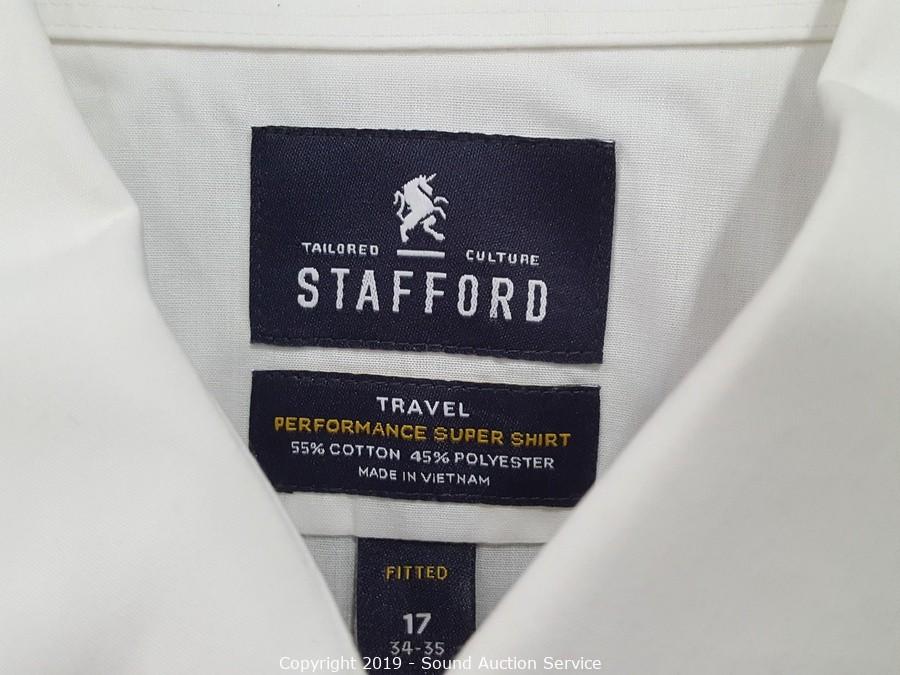 TAILORED CULTURE
STAFFORD
TRAVEL
PERFORMANCE SUPER SHIRT
55% COTTON 45% POLYESTER
MADE IN VIETNAM
FITTED
17
34-35
Copyright 2019 - Sound Auction Service